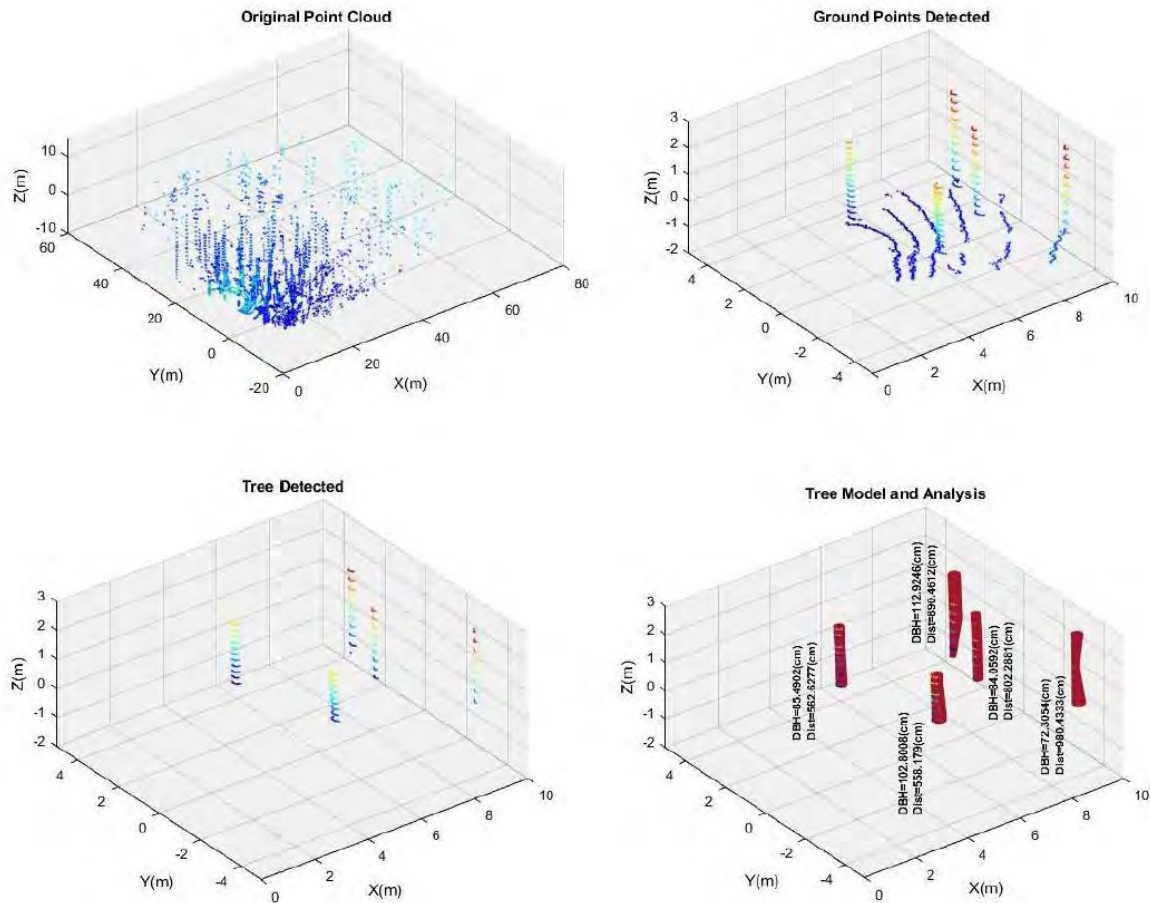 Original Point Cloud
Z(m)
10
0
-10
60
40
20
0
-20
Y(m)
0
20
40
60
80
X(m)
Ground Points Detected
Z(m)
3
2
1
0
-1
-2
4
2
0
-2
-4
Y(m)
0
2
4
6
8
10
X(m)
Tree Detected
Z(m)
3
2
1
0
-1
-2
4
2
0
-2
-4
Y(m)
0
2
4
6
8
10
X(m)
Tree Model and Analysis
Z(m)
3
2
1
0
-1
-2
4
2
0
-2
-4
Y(m)
0
2
4
6
8
10
X(m)
DBH=85.4902(cm)
Dist=562.6277(cm)
DBH=112.9246(cm)
Dist=890.4612(cm)
DBH=102.8008(cm)
Dist=558.179(cm)
DBH=84.0592(cm)
Dist=802.2881(cm)
DBH=72.3054(cm)
Dist=980.4333(cm)